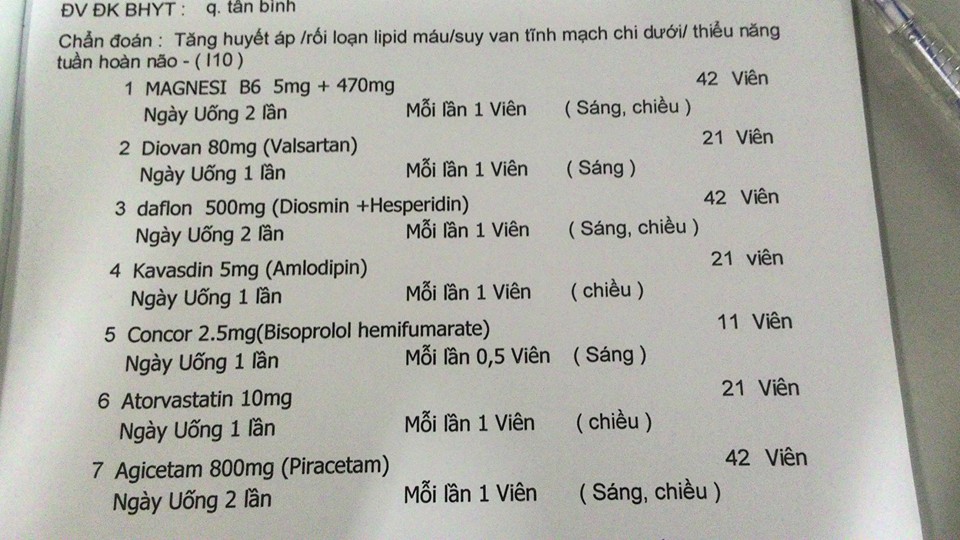 ĐV ĐK BHYT : q. tân bình
Chẩn đoán : Tăng huyết áp /rối loạn lipid máu/suy van tĩnh mạch chi dưới/ thiểu năng
tuần hoàn não - ( I10 )
1 MAGNESI B6 5mg + 470mg 42 Viên
Ngày Uống 2 lần Mỗi lần 1 Viên ( Sáng, chiều )
2 Diovan 80mg (Valsartan) 21 Viên
Ngày Uống 1 lần Mỗi lần 1 Viên ( Sáng )
3 daflon 500mg (Diosmin +Hesperidin) 42 Viên
Ngày Uống 2 lần Mỗi lần 1 Viên ( Sáng, chiều )
4 Kavasdin 5mg (Amlodipin) 21 viên
Ngày Uống 1 lần Mỗi lần 1 Viên ( chiều )
5 Concor 2.5mg(Bisoprolol hemifumarate) 11 Viên
Ngày Uống 1 lần Mỗi lần 0,5 Viên ( Sáng )
6 Atorvastatin 10mg 21 Viên
Ngày Uống 1 lần Mỗi lần 1 Viên ( chiều )
7 Agicetam 800mg (Piracetam) 42 Viên
Ngày Uống 2 lần Mỗi lần 1 Viên ( Sáng, chiều )